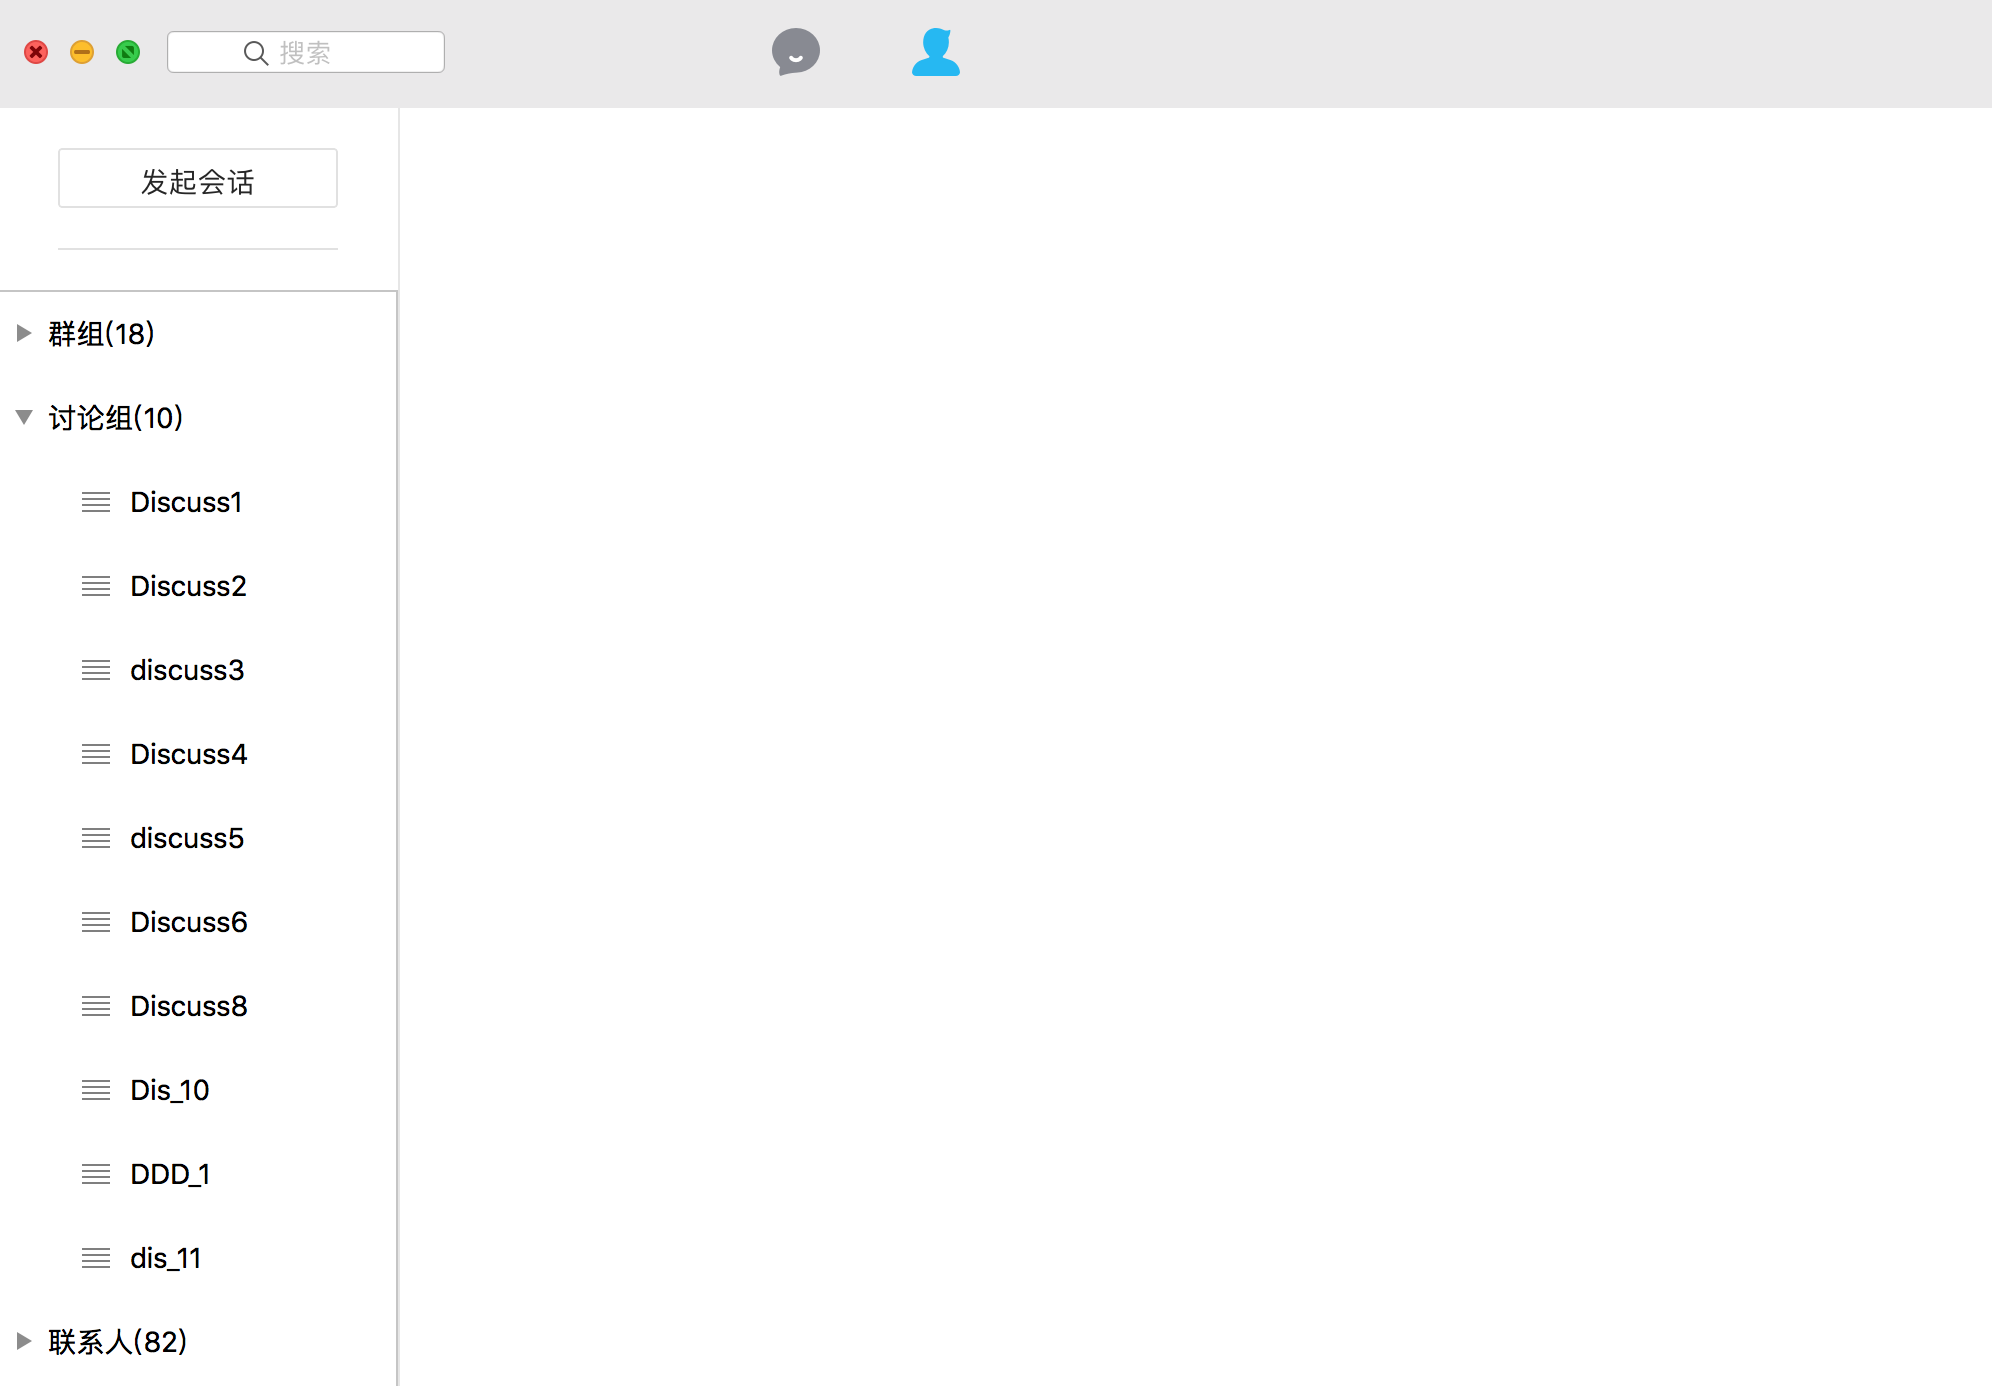 搜索
发起会话
群组(18)
讨论组(10)
Discuss1
Discuss2
discuss3
Discuss4
discuss5
Discuss6
Discuss8
Dis_10
DDD_1
dis_11
联系人(82)